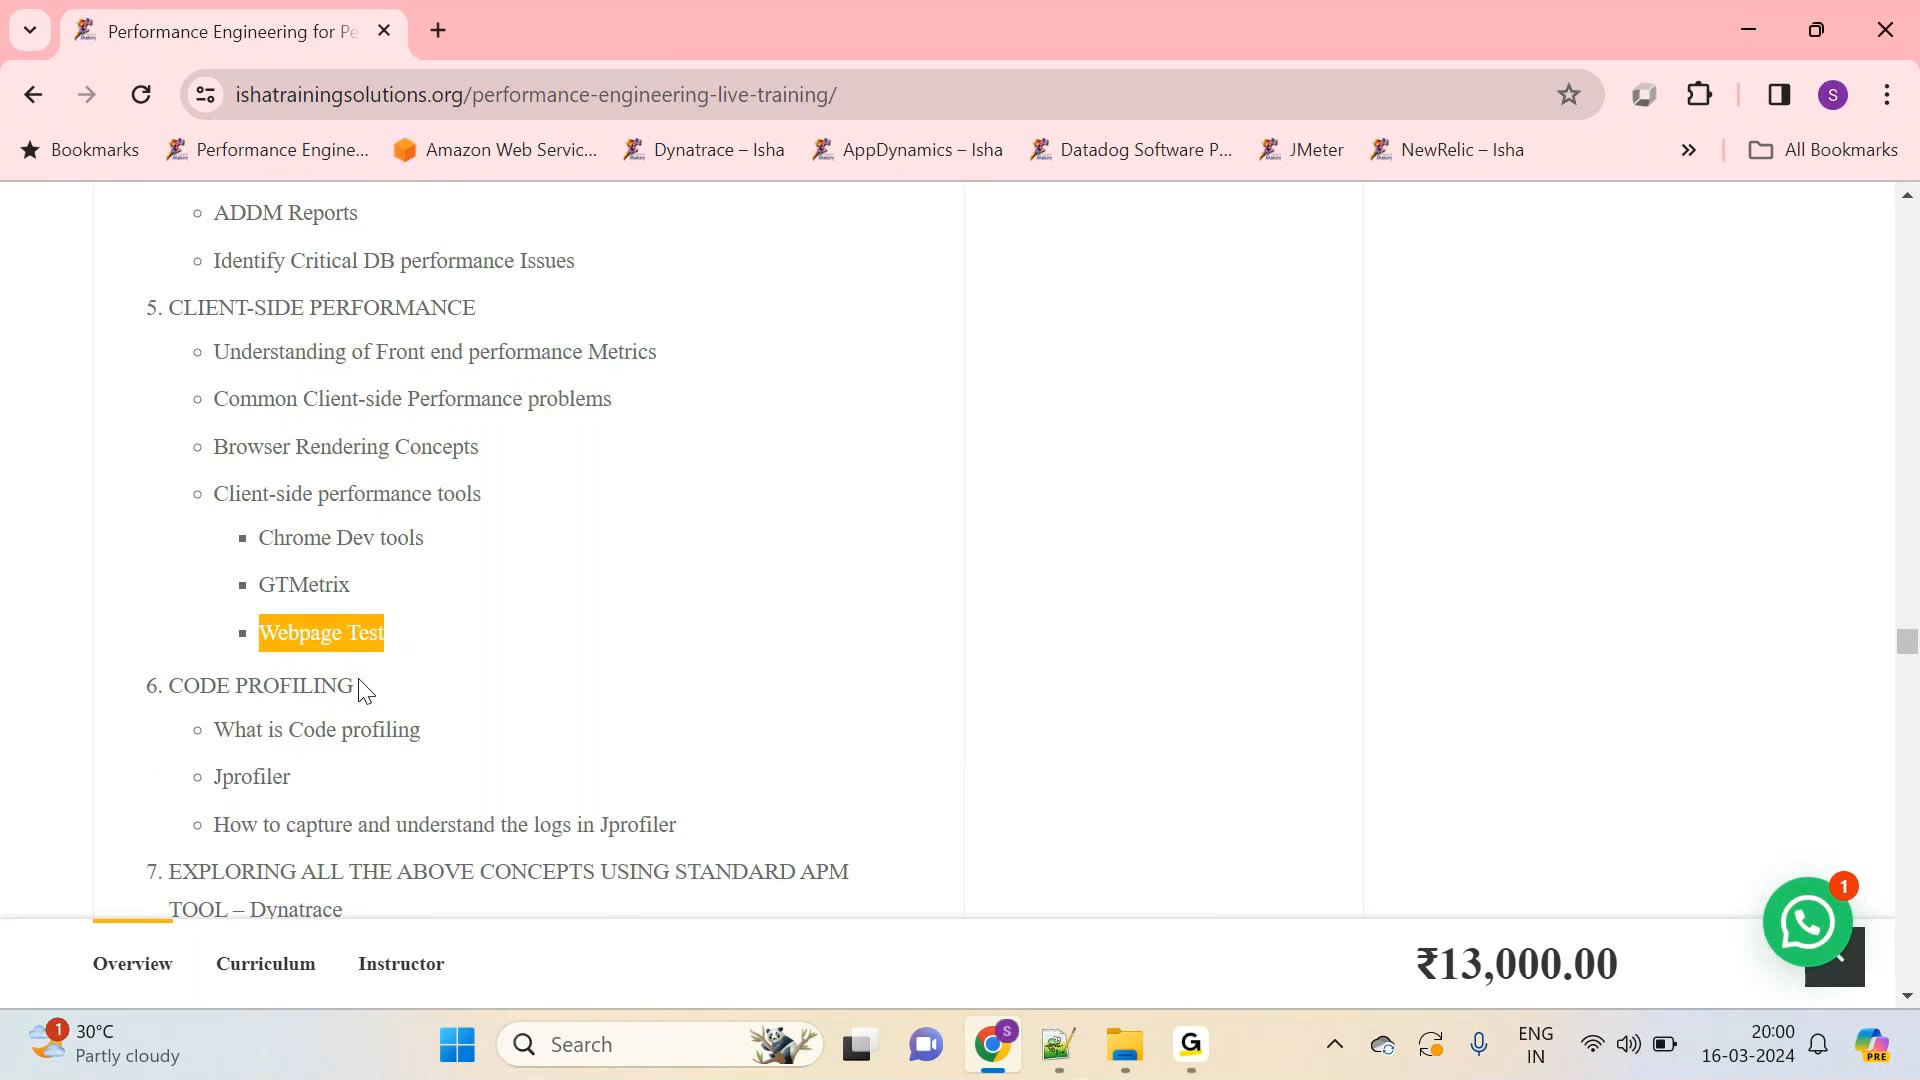 Performance Engineering for Pe
ishatrainingsolutions.org/performance-engineering-live-training/
S
Bookmarks
Performance Engine...
Amazon Web Servic...
Dynatrace – Isha
AppDynamics – Isha
Datadog Software P...
JMeter
NewRelic – Isha
All Bookmarks
ADDM Reports
Identify Critical DB performance Issues
5. CLIENT-SIDE PERFORMANCE
Understanding of Front end performance Metrics
Common Client-side Performance problems
Browser Rendering Concepts
Client-side performance tools
Chrome Dev tools
GTMetrix
Webpage Test
6. CODE PROFILING
What is Code profiling
Jprofiler
How to capture and understand the logs in Jprofiler
7. EXPLORING ALL THE ABOVE CONCEPTS USING STANDARD APM
TOOL – Dynatrace
1
Overview
Curriculum
Instructor
₹13,000.00
1
30°C
Partly cloudy
Search
S
G
ENG
IN
20:00
16-03-2024
PRE